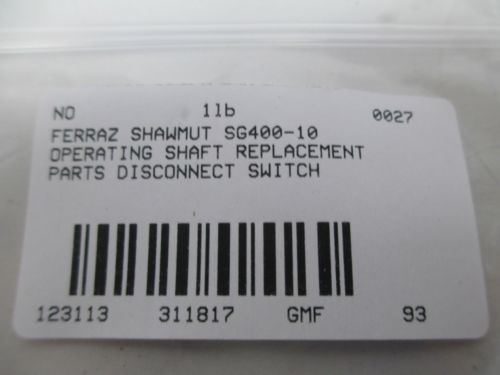 NO 1lb 0027
FERRAZ SHAWMUT SG400-10
OPERATING SHAFT REPLACEMENT
PARTS DISCONNECT SWITCH
123113 311817 GMF 93